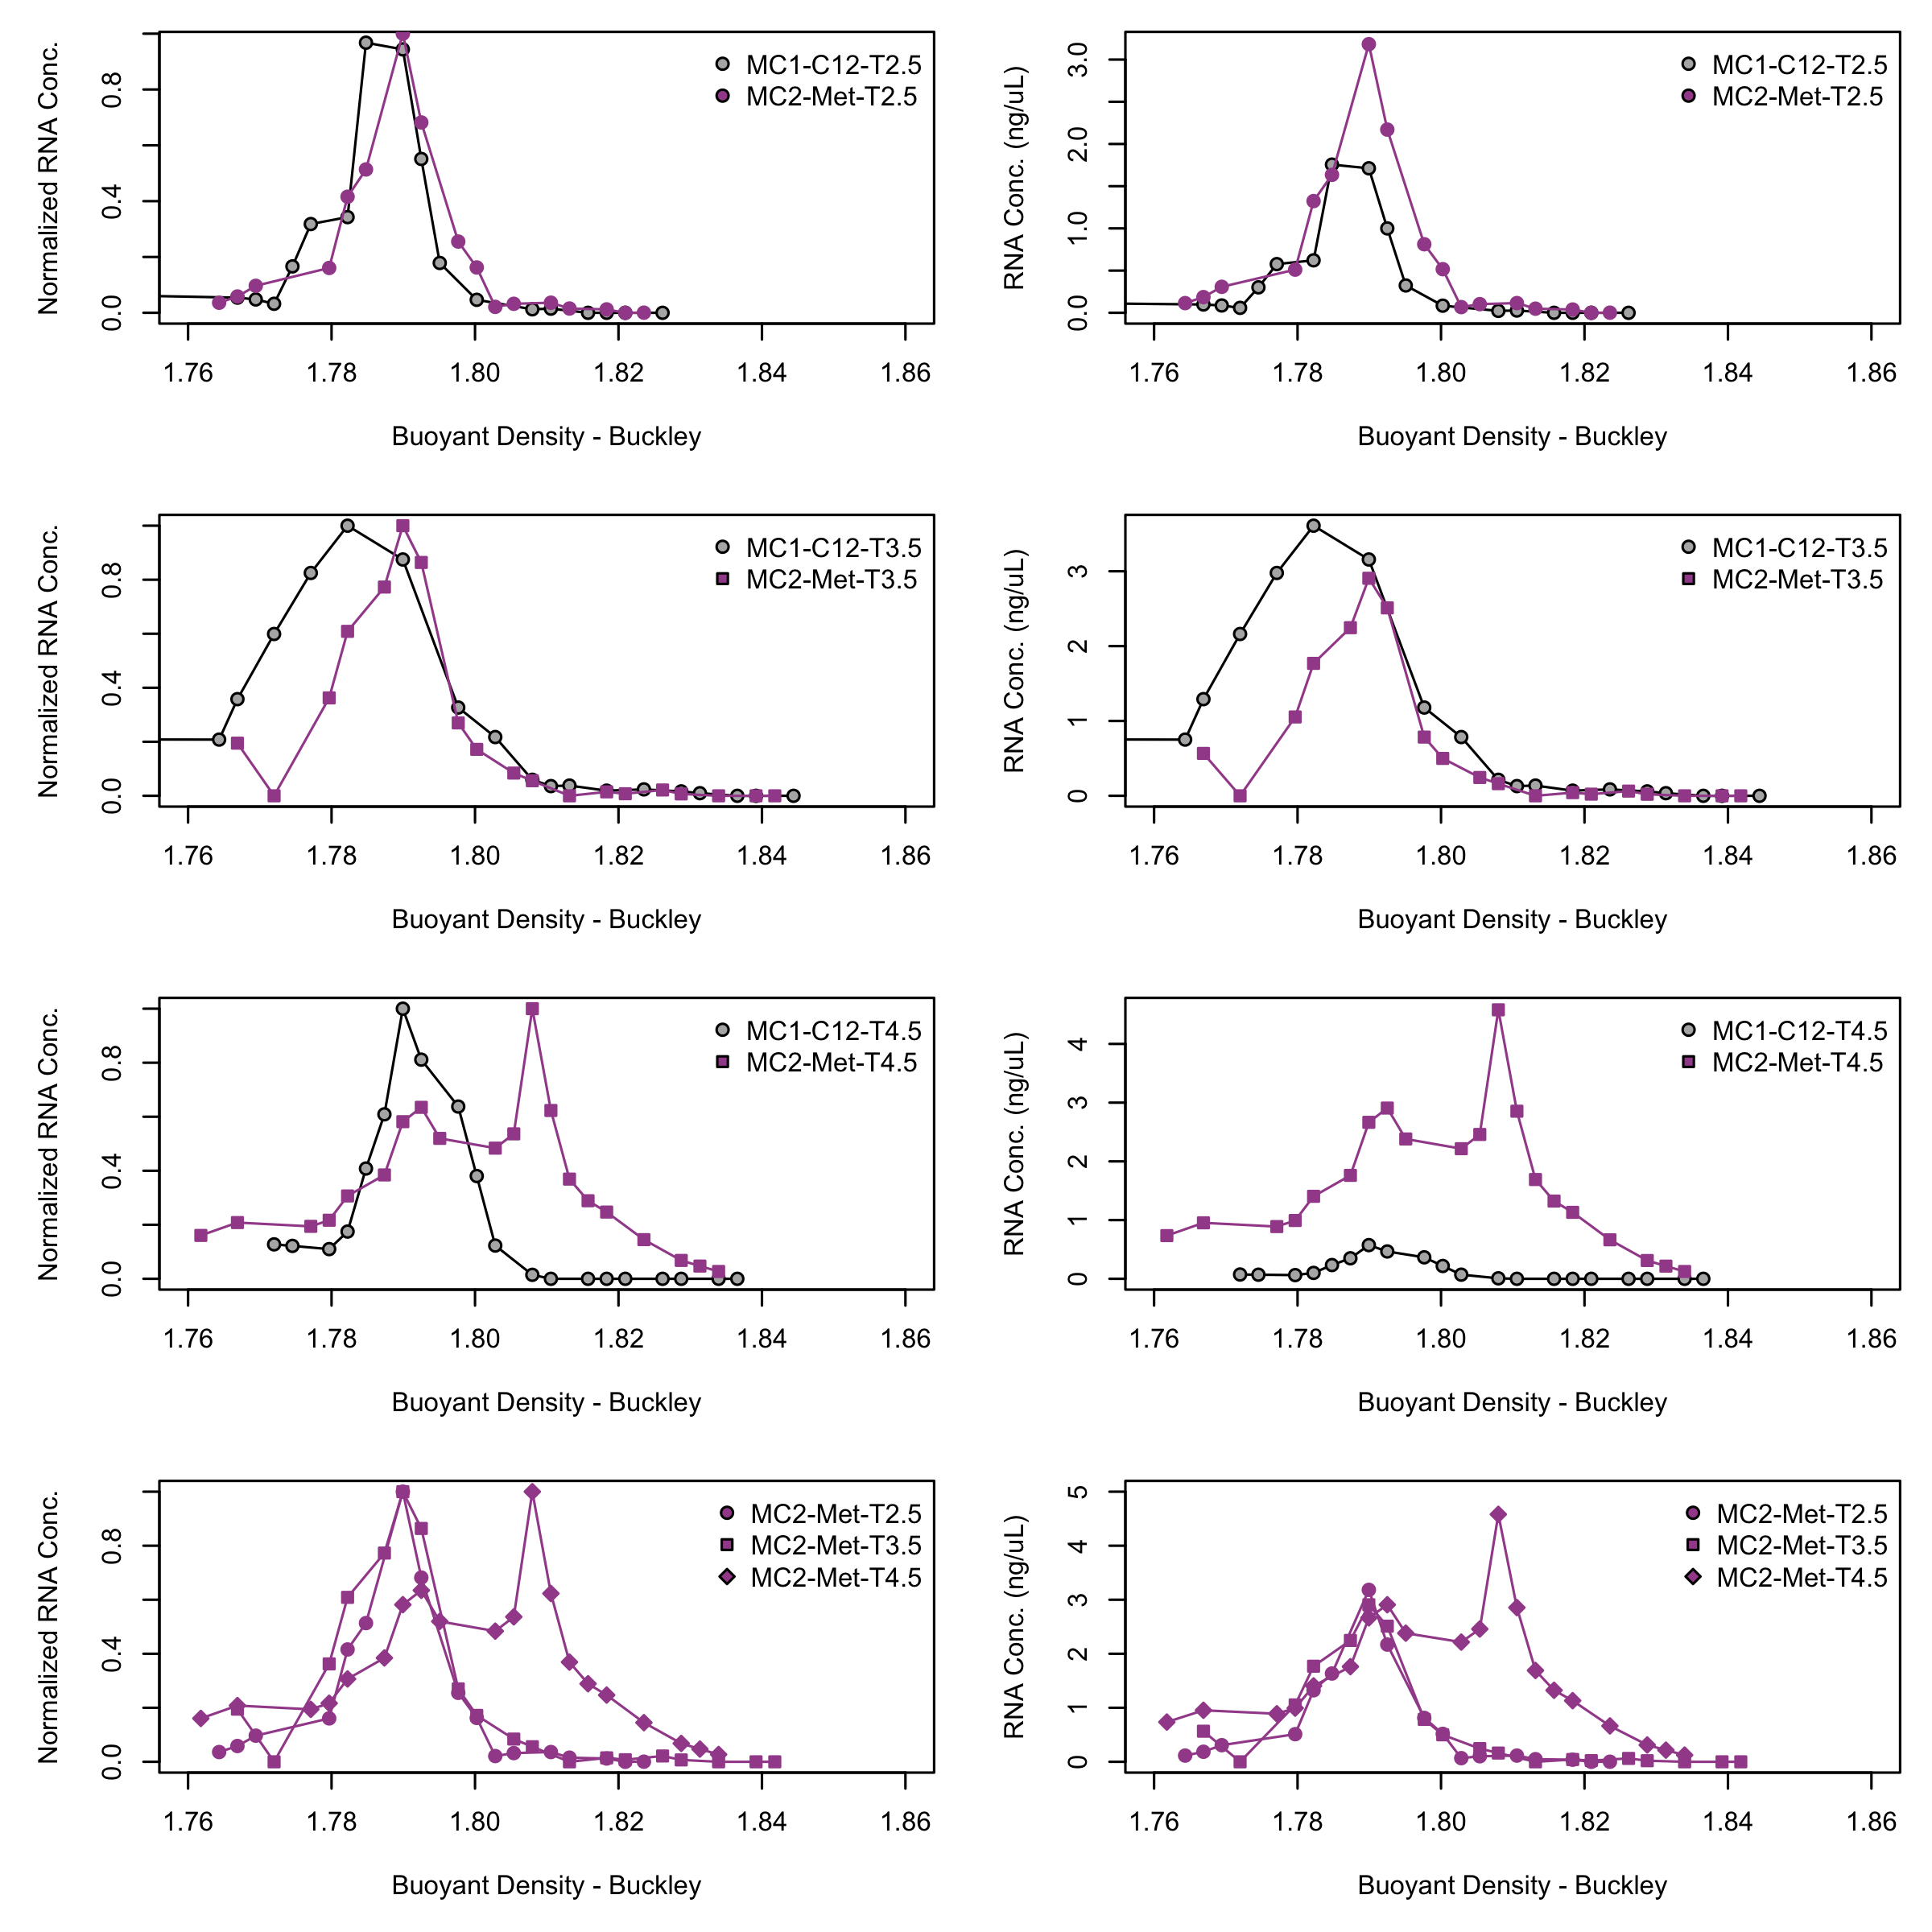 Normalized RNA Conc.
0.0 0.4 0.8
MC1-C12-T2.5
MC2-Met-T2.5
1.76 1.78 1.80 1.82 1.84 1.86
Buoyant Density - Buckley
RNA Conc. (ng/uL)
0.0 1.0 2.0 3.0
MC1-C12-T2.5
MC2-Met-T2.5
1.76 1.78 1.80 1.82 1.84 1.86
Buoyant Density - Buckley
Normalized RNA Conc.
0.0 0.4 0.8
MC1-C12-T3.5
MC2-Met-T3.5
1.76 1.78 1.80 1.82 1.84 1.86
Buoyant Density - Buckley
RNA Conc. (ng/uL)
0 1 2 3
MC1-C12-T3.5
MC2-Met-T3.5
1.76 1.78 1.80 1.82 1.84 1.86
Buoyant Density - Buckley
Normalized RNA Conc.
0.0 0.4 0.8
MC1-C12-T4.5
MC2-Met-T4.5
1.76 1.78 1.80 1.82 1.84 1.86
Buoyant Density - Buckley
RNA Conc. (ng/uL)
0 1 2 3 4
MC1-C12-T4.5
MC2-Met-T4.5
1.76 1.78 1.80 1.82 1.84 1.86
Buoyant Density - Buckley
Normalized RNA Conc.
0.0 0.4 0.8
MC2-Met-T2.5
MC2-Met-T3.5
MC2-Met-T4.5
1.76 1.78 1.80 1.82 1.84 1.86
Buoyant Density - Buckley
RNA Conc. (ng/uL)
0 1 2 3 4 5
MC2-Met-T2.5
MC2-Met-T3.5
MC2-Met-T4.5
1.76 1.78 1.80 1.82 1.84 1.86
Buoyant Density - Buckley